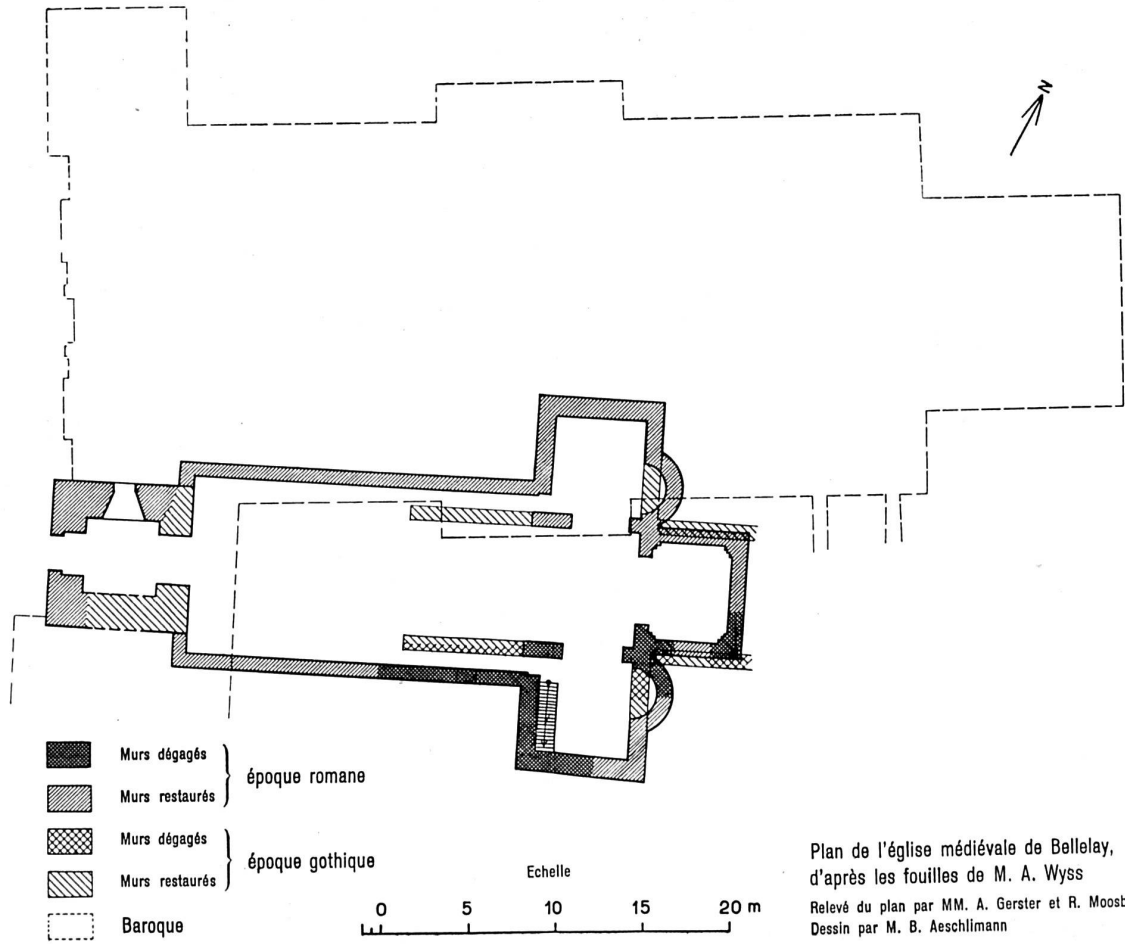 N
Murs dégagés
époque romane
Murs restaurés
Murs dégagés
époque gothique
Murs restaurés
Baroque
Echelle
0 5 10 15 20 m
Plan de l'église médiévale de Bellelay,
d'après les fouilles de M. A. Wyss
Relevé du plan par MM. A. Gerster et R. Moosb
Dessin par M. B. Aeschlimann